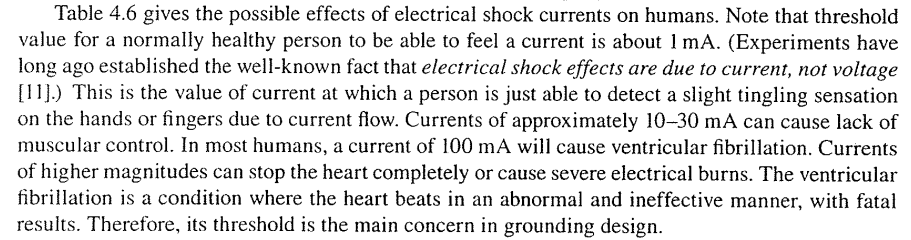 Table 4.6 gives the possible effects of electrical shock currents on humans. Note that threshold
value for a normally healthy person to be able to feel a current is about 1 mA. (Experiments have
long ago established the well-known fact that electrical shock effects are due to current, not voltage
[11].) This is the value of current at which a person is just able to detect a slight tingling sensation
on the hands or fingers due to current flow. Currents of approximately 10–30 mA can cause lack of
muscular control. In most humans, a current of 100 mA will cause ventricular fibrillation. Currents
of higher magnitudes can stop the heart completely or cause severe electrical burns. The ventricular
fibrillation is a condition where the heart beats in an abnormal and ineffective manner, with fatal
results. Therefore, its threshold is the main concern in grounding design.